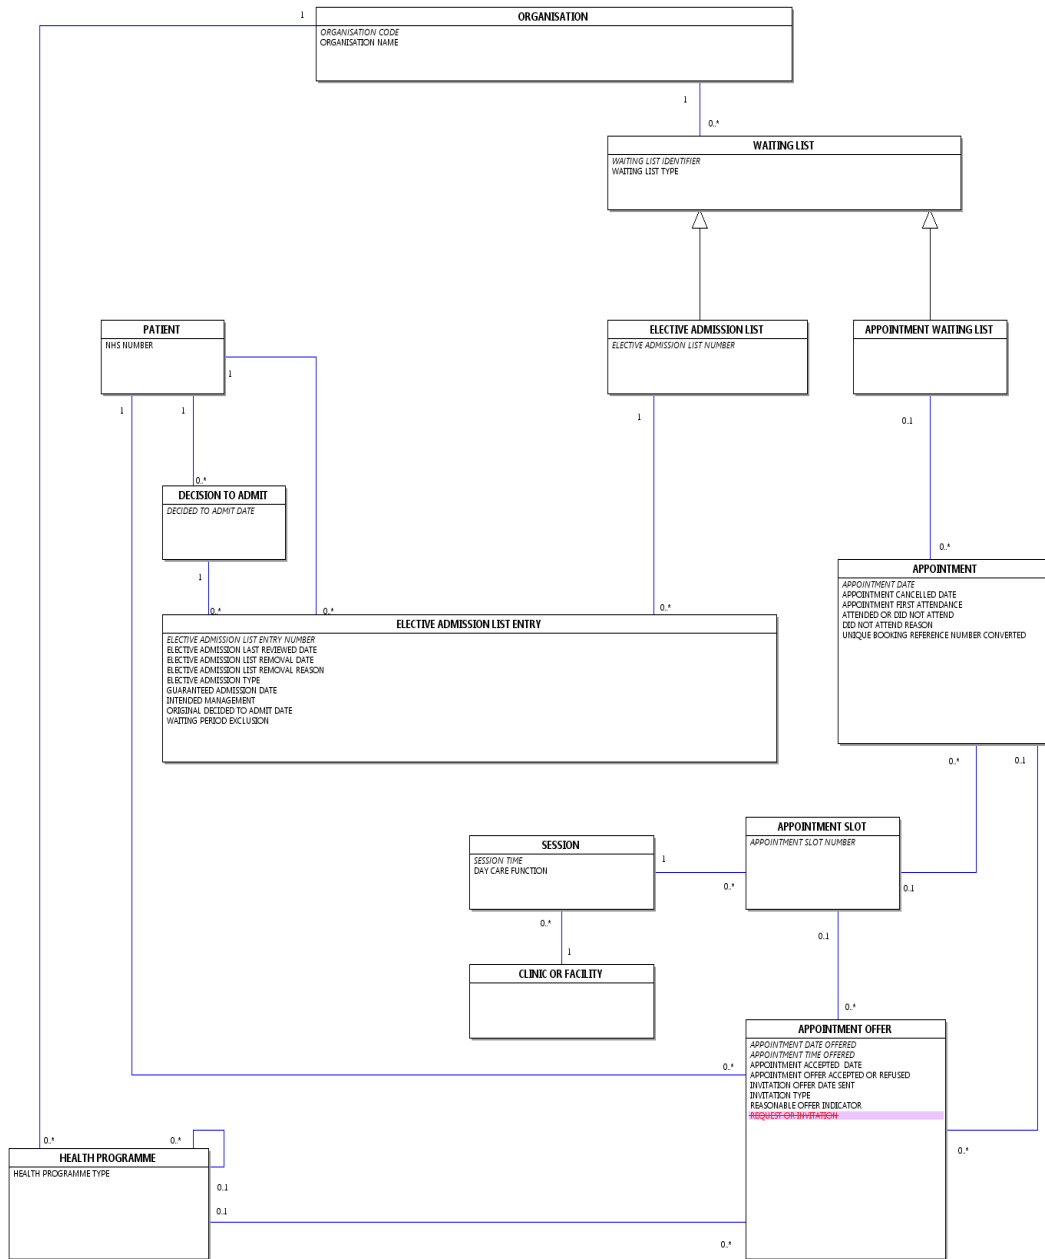 1
ORGANISATION
ORGANISATION CODE
ORGANISATION NAME
1
0..*
WAITING LIST
WAITING LIST IDENTIFIER
WAITING LIST TYPE
PATIENT
NHS NUMBER
ELECTIVE ADMISSION LIST
ELECTIVE ADMISSION LIST NUMBER
APPOINTMENT WAITING LIST
1
1
1
1
0..1
0..*
DECISION TO ADMIT
DECIDED TO ADMIT DATE
0..*
1
0..*
0..*
0..*
ELECTIVE ADMISSION LIST ENTRY
ELECTIVE ADMISSION LIST ENTRY NUMBER
ELECTIVE ADMISSION LAST REVIEWED DATE
ELECTIVE ADMISSION LIST REMOVAL DATE
ELECTIVE ADMISSION LIST REMOVAL REASON
ELECTIVE ADMISSION TYPE
GUARANTEED ADMISSION DATE
INTENDED MANAGEMENT
ORIGINAL DECIDED TO ADMIT DATE
WAITING PERIOD EXCLUSION
APPOINTMENT
APPOINTMENT DATE
APPOINTMENT CANCELLED DATE
APPOINTMENT FIRST ATTENDANCE
ATTENDED OR DID NOT ATTEND
DID NOT ATTEND REASON
UNIQUE BOOKING REFERENCE NUMBER CONVERTED
0..*
0..1
SESSION
SESSION TIME
DAY CARE FUNCTION
1
0..*
APPOINTMENT SLOT
APPOINTMENT SLOT NUMBER
0..1
0..*
1
0..1
0..*
CLINIC OR FACILITY
APPOINTMENT OFFER
APPOINTMENT DATE OFFERED
APPOINTMENT TIME OFFERED
APPOINTMENT ACCEPTED DATE
APPOINTMENT OFFER ACCEPTED OR REFUSED
INVITATION OFFER DATE SENT
INVITATION TYPE
REASONABLE OFFER INDICATOR
REQUEST OR INVITATION
0..*
0..*
0..*
0..*
HEALTH PROGRAMME
HEALTH PROGRAMME TYPE
0..1
0..1
0..*